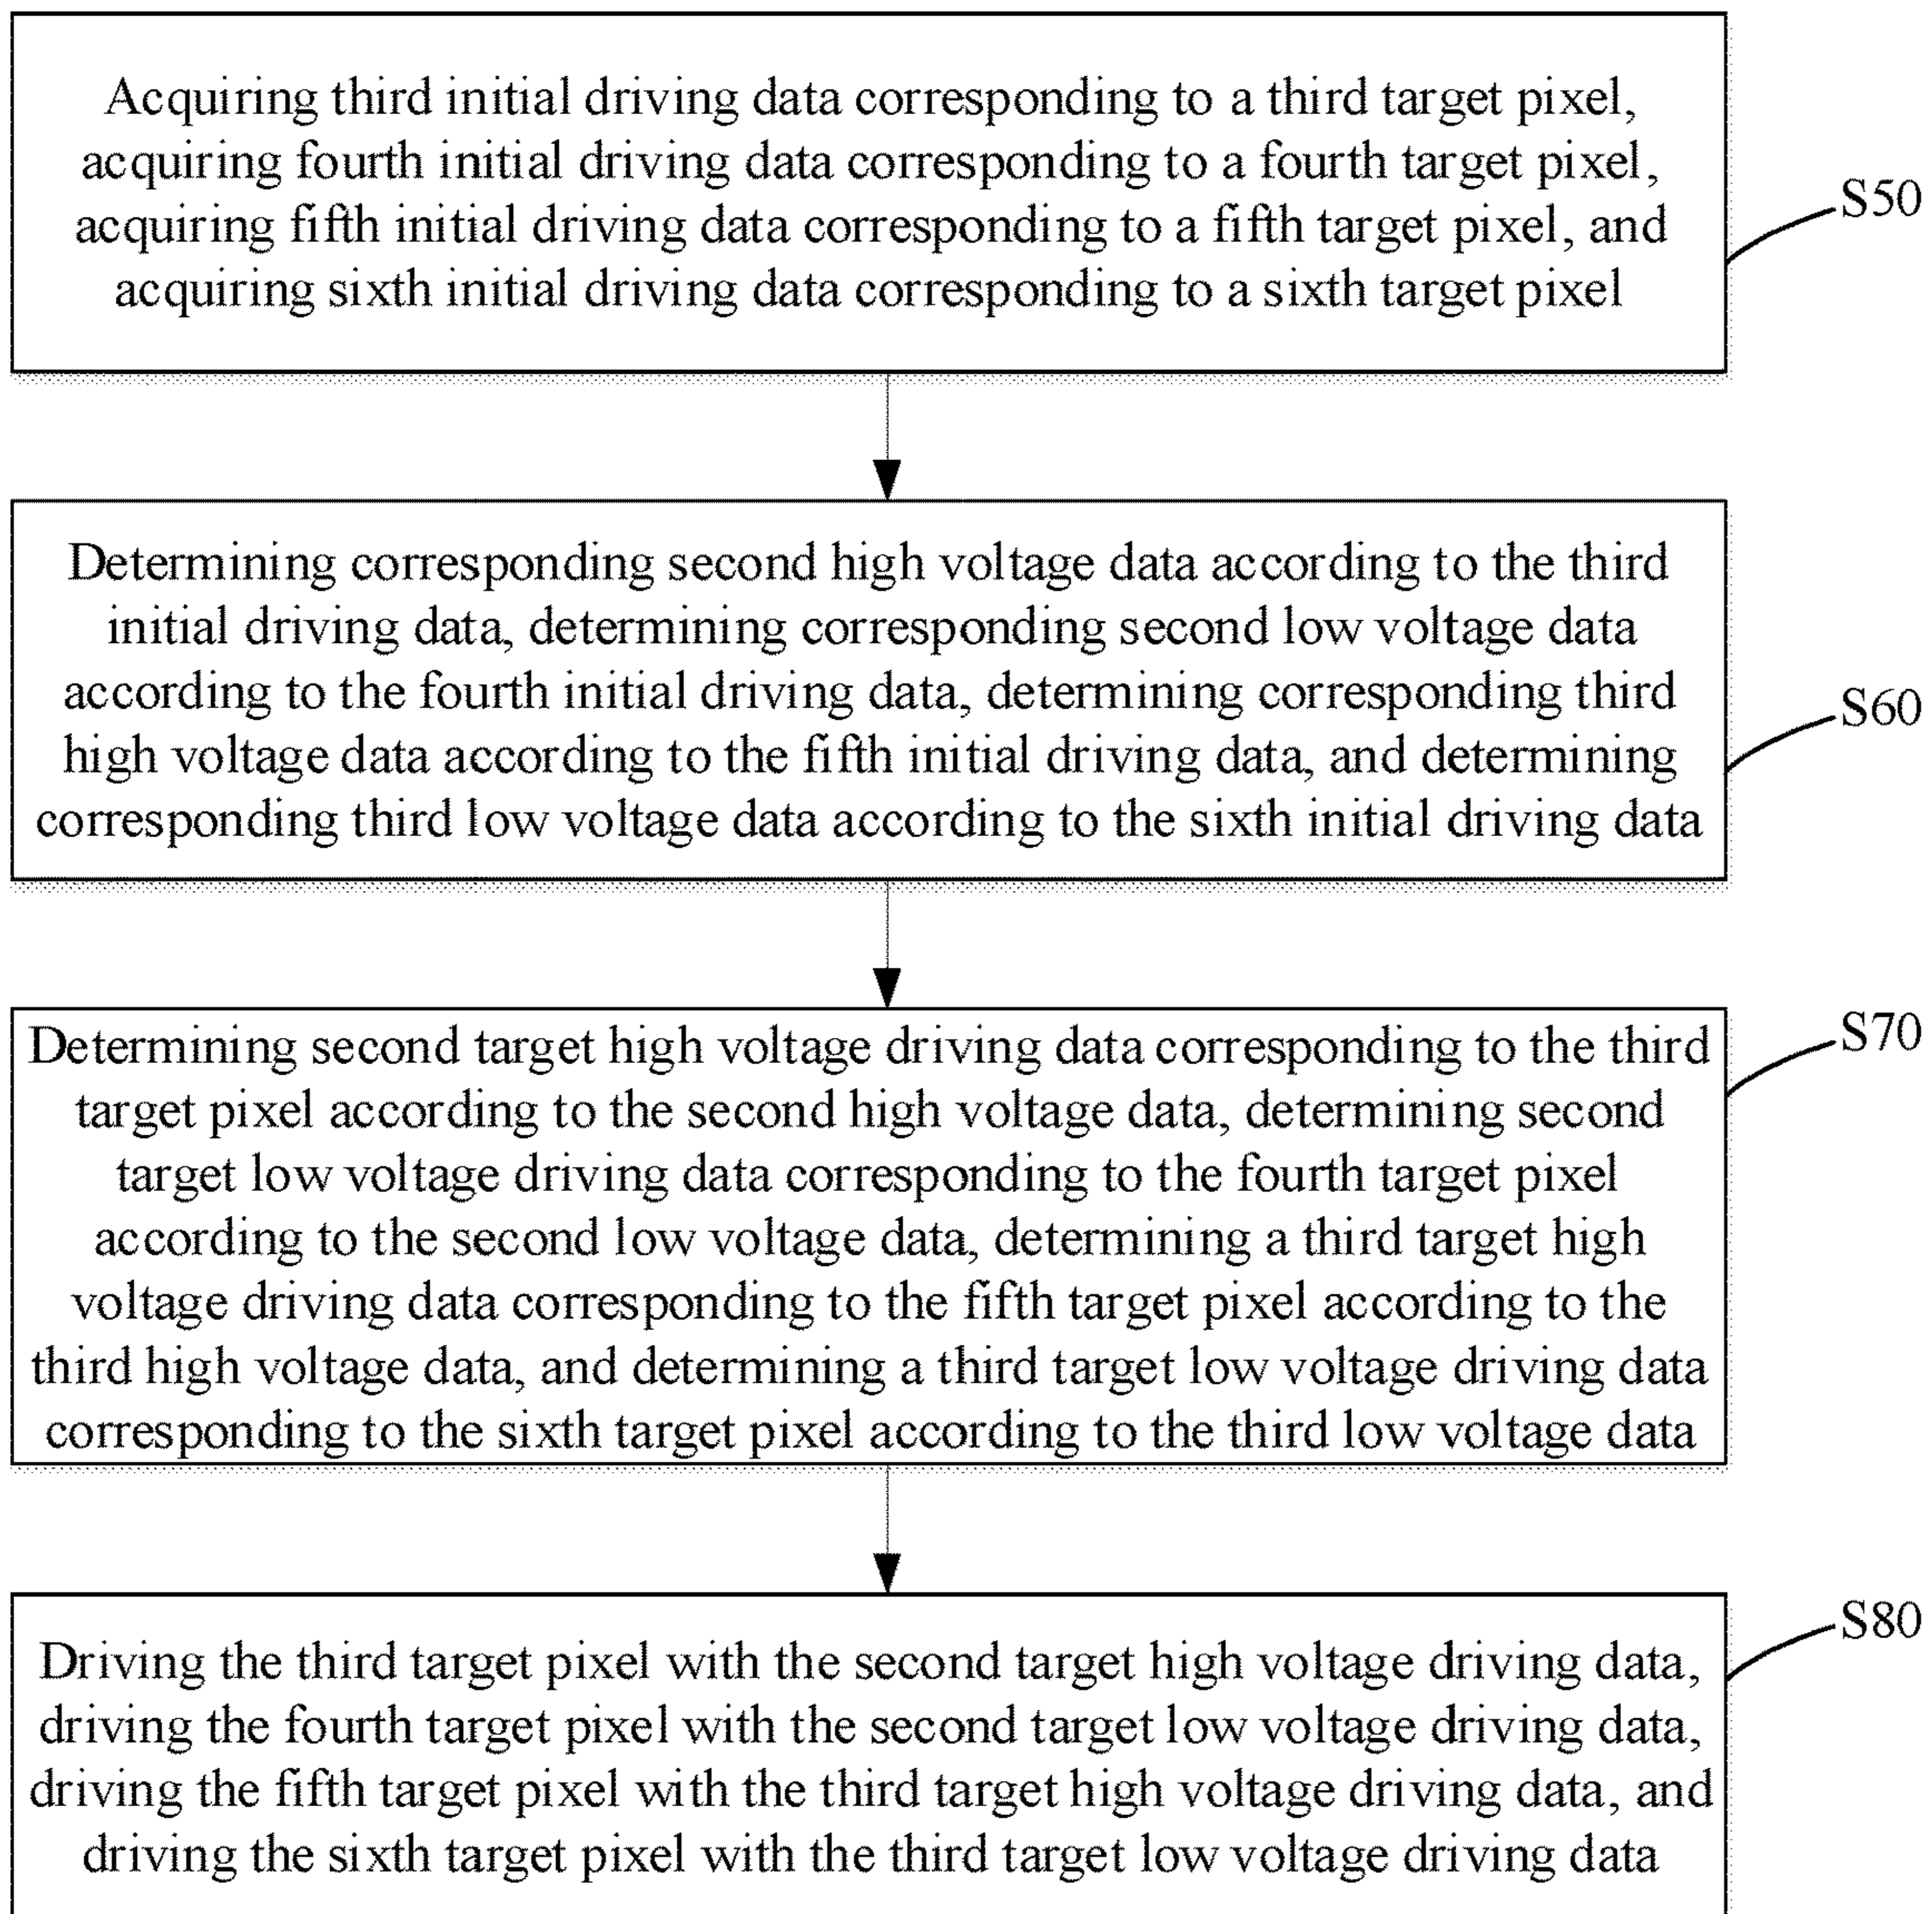 Acquiring third initial driving data corresponding to a third target pixel,
acquiring fourth initial driving data corresponding to a fourth target pixel,
acquiring fifth initial driving data corresponding to a fifth target pixel, and
acquiring sixth initial driving data corresponding to a sixth target pixel
S50
Determining corresponding second high voltage data according to the third
initial driving data, determining corresponding second low voltage data
according to the fourth initial driving data, determining corresponding third
high voltage data according to the fifth initial driving data, and determining
corresponding third low voltage data according to the sixth initial driving data
S60
Determining second target high voltage driving data corresponding to the third
target pixel according to the second high voltage data, determining second
target low voltage driving data corresponding to the fourth target pixel
according to the second low voltage data, determining a third target high
voltage driving data corresponding to the fifth target pixel according to the
third high voltage data, and determining a third target low voltage driving data
corresponding to the sixth target pixel according to the third low voltage data
S70
Driving the third target pixel with the second target high voltage driving data,
driving the fourth target pixel with the second target low voltage driving data,
driving the fifth target pixel with the third target high voltage driving data, and
driving the sixth target pixel with the third target low voltage driving data
S80